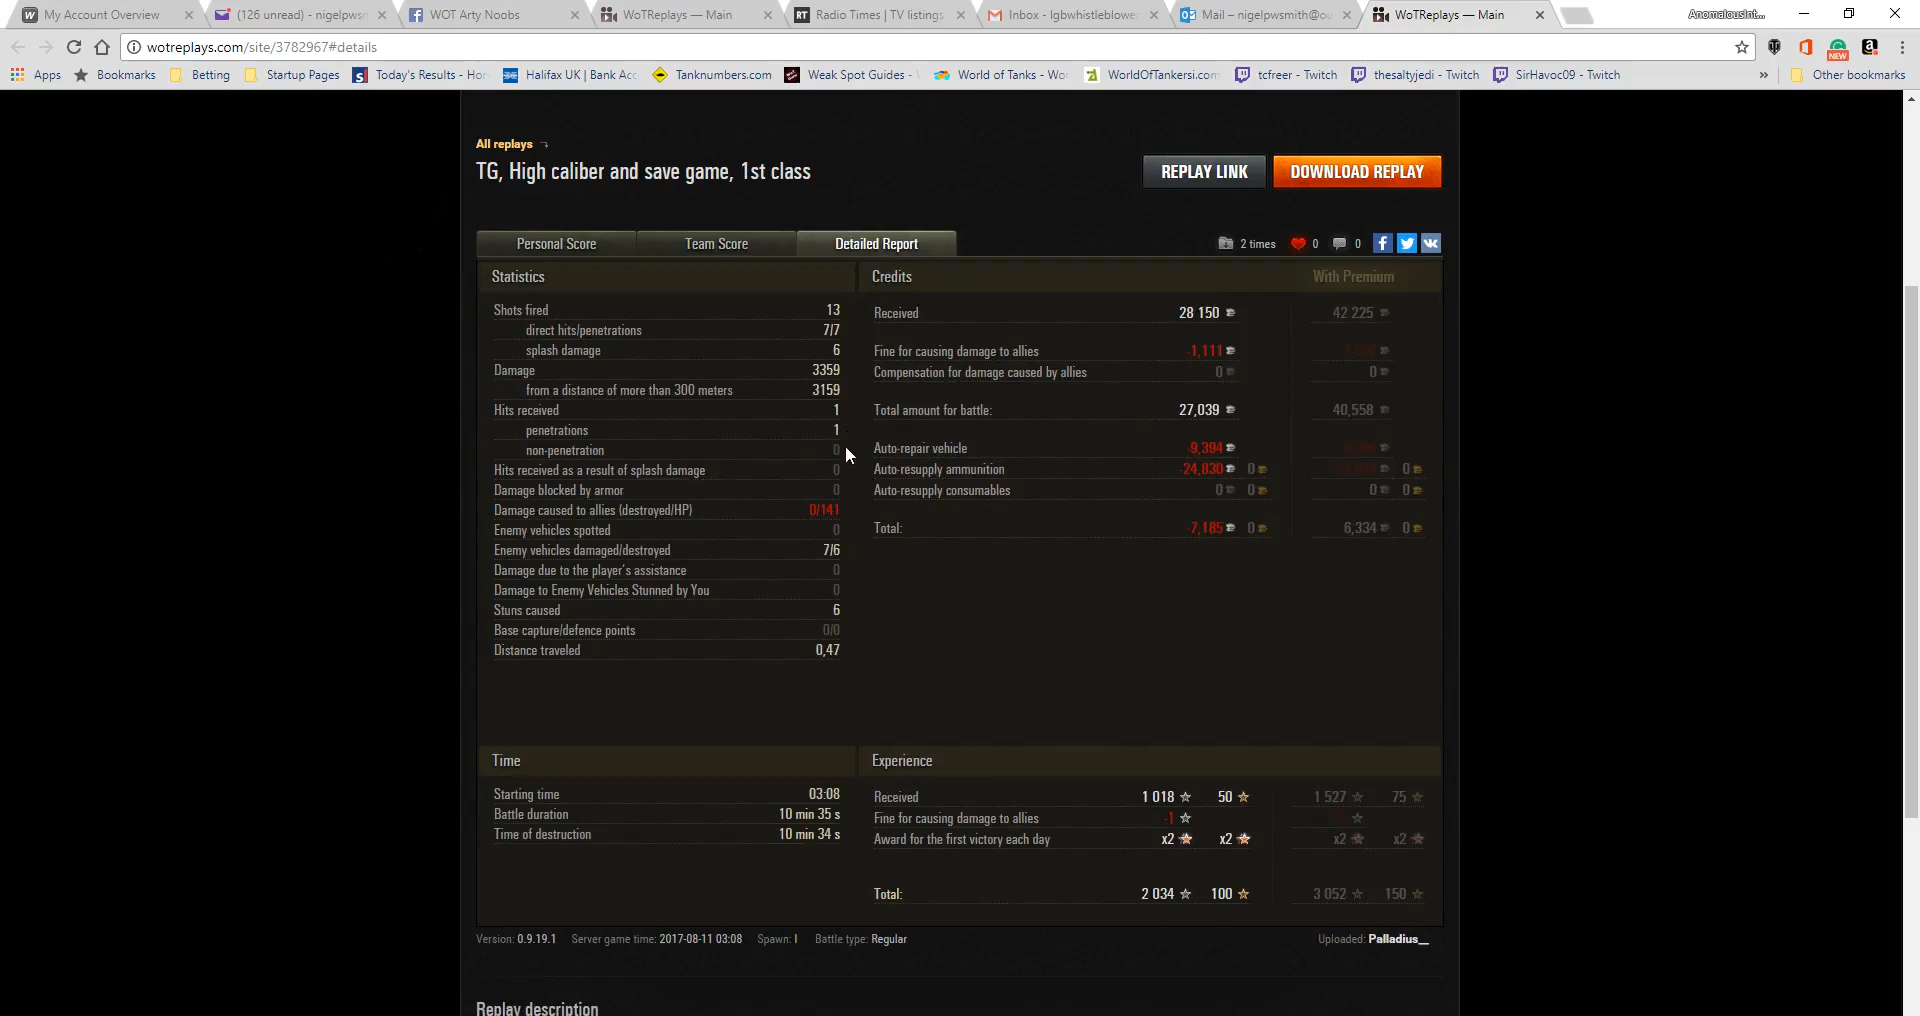 My Account Overview
(126 unread) - nigelpwsm
WOT Arty Noobs
WoTReplays — Main
Radio Times | TV listings
Inbox - lgbwhistleblower
Mail – nigelpwsmith@ou
WoTReplays — Main
AnomalousInt...
wotreplays.com/site/3782967#details
Apps
Bookmarks
Betting
Startup Pages
Today's Results - Hor
Halifax UK | Bank Acc
Tanknumbers.com
Weak Spot Guides -
World of Tanks - Wo
WorldOfTankersi.com
tcfreer - Twitch
thesaltyjedi - Twitch
SirHavoc09 - Twitch
»
Other bookmarks
NEW
All replays
TG, High caliber and save game, 1st class
REPLAY LINK
DOWNLOAD REPLAY
Personal Score
Team Score
Detailed Report
2 times
0
0
Statistics
Shots fired 13
direct hits/penetrations 7/7
splash damage 6
Damage 3359
from a distance of more than 300 meters 3159
Hits received 1
penetrations 1
non-penetration 0
Hits received as a result of splash damage 0
Damage blocked by armor 0
Damage caused to allies (destroyed/HP) 0/141
Enemy vehicles spotted 0
Enemy vehicles damaged/destroyed 7/6
Damage due to the player's assistance 0
Damage to Enemy Vehicles Stunned by You 0
Stuns caused 6
Base capture/defence points 0/0
Distance traveled 0,47
Credits With Premium
Received 28 150 42 225
Fine for causing damage to allies -1,111
Compensation for damage caused by allies 0 0
Total amount for battle: 27,039 40,558
Auto-repair vehicle -9,394
Auto-resupply ammunition -24,830 0 0
Auto-resupply consumables 0 0 0 0
Total: -7,185 0 6,334 0
Time
Starting time 03:08
Battle duration 10 min 35 s
Time of destruction 10 min 34 s
Experience
Received 1 018 50 1 527 75
Fine for causing damage to allies -1
Award for the first victory each day x2 x2 x2 x2
Total: 2 034 100 3 052 150
Version: 0.9.19.1 Server game time: 2017-08-11 03:08 Spawn: I Battle type: Regular
Uploaded: Palladius__
Replay description